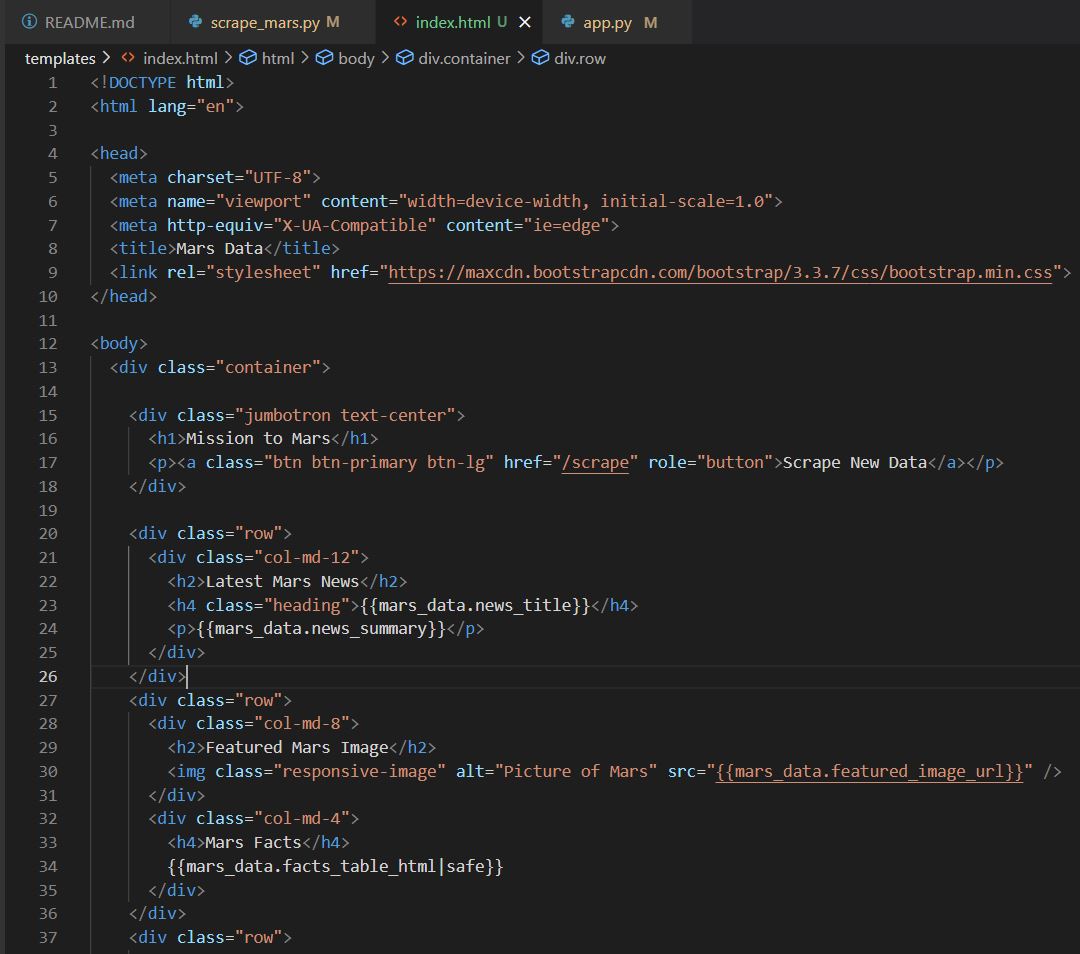 README.md scrape_mars.py M index.html U app.py M
templates > index.html > html > body > div.container > div.row
1 <!DOCTYPE html>
2 <html lang="en">
3
4 <head>
5 <meta charset="UTF-8">
6 <meta name="viewport" content="width=device-width, initial-scale=1.0">
7 <meta http-equiv="X-UA-Compatible" content="ie=edge">
8 <title>Mars Data</title>
9 <link rel="stylesheet" href="https://maxcdn.bootstrapcdn.com/bootstrap/3.3.7/css/bootstrap.min.css">
10 </head>
11
12 <body>
13 <div class="container">
14
15 <div class="jumbotron text-center">
16 <h1>Mission to Mars</h1>
17 <p><a class="btn btn-primary btn-lg" href="/scrape" role="button">Scrape New Data</a></p>
18 </div>
19
20 <div class="row">
21 <div class="col-md-12">
22 <h2>Latest Mars News</h2>
23 <h4 class="heading">{{mars_data.news_title}}</h4>
24 <p>{{mars_data.news_summary}}</p>
25 </div>
26 </div>
27 <div class="row">
28 <div class="col-md-8">
29 <h2>Featured Mars Image</h2>
30 <img class="responsive-image" alt="Picture of Mars" src="{{mars_data.featured_image_url}}" />
31 </div>
32 <div class="col-md-4">
33 <h4>Mars Facts</h4>
34 {{mars_data.facts_table_html|safe}}
35 </div>
36 </div>
37 <div class="row">